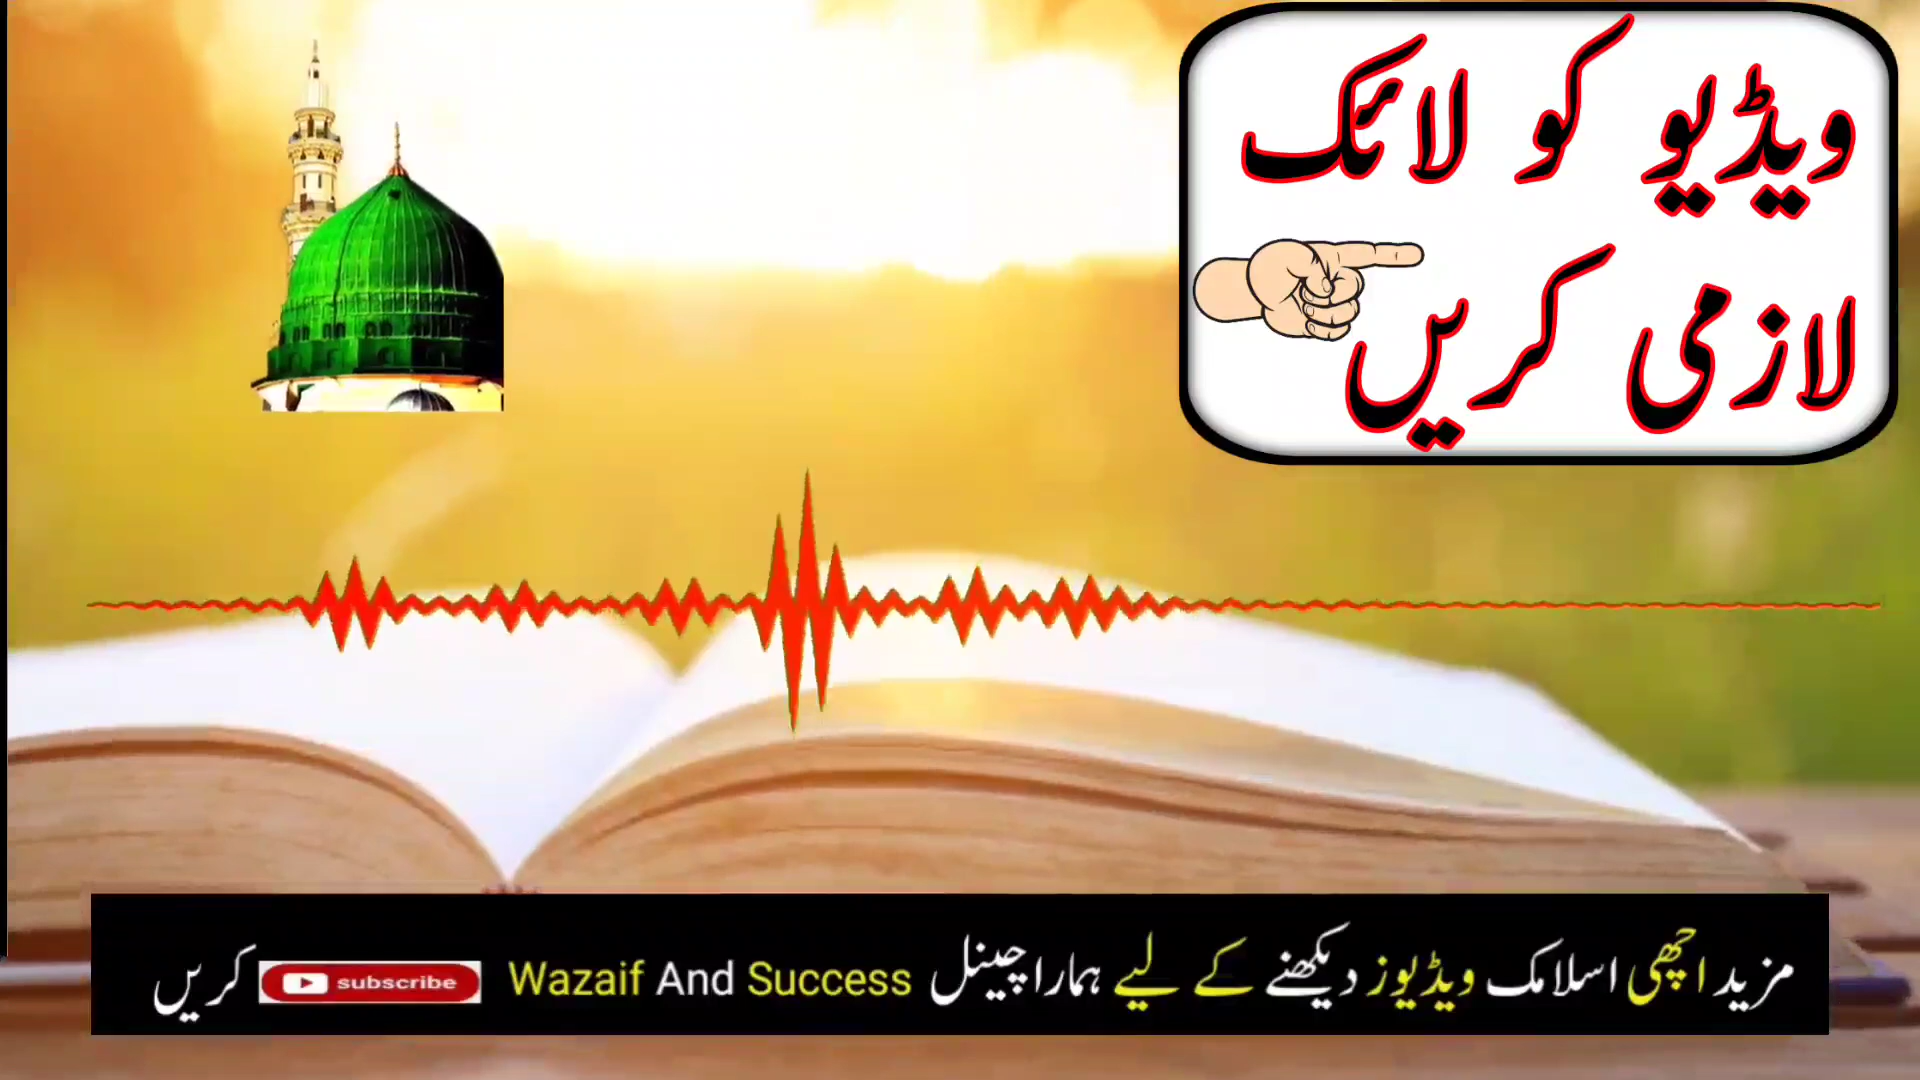 ویڈیو کو لائک
لازمی کریں
مزید اچھی اسلامک ویڈیوز دیکھنے کے لیے ہمارا چینل Wazaif And Success subscribe کریں